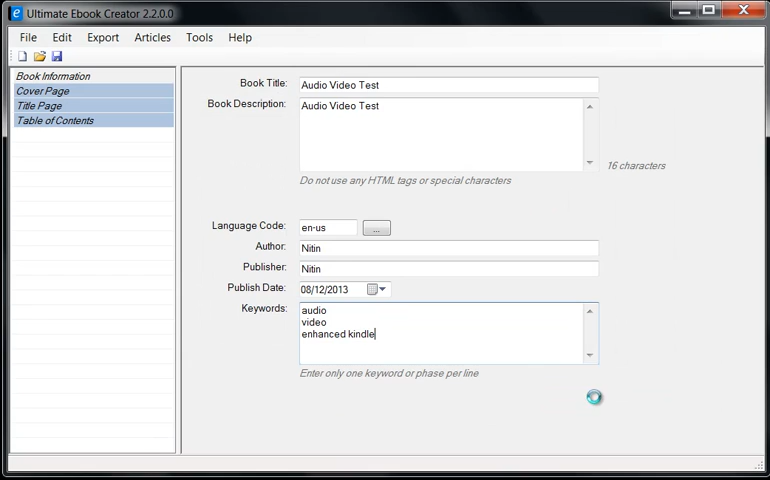 Ultimate Ebook Creator 2.2.0.0
File Edit Export Articles Tools Help
Book Information
Cover Page
Title Page
Table of Contents
Book Title: Audio Video Test
Book Description: Audio Video Test
16 characters
Do not use any HTML tags or special characters
Language Code: en-us ...
Author: Nitin
Publisher: Nitin
Publish Date: 08/12/2013
Keywords: audio
video
enhanced kindle
Enter only one keyword or phase per line